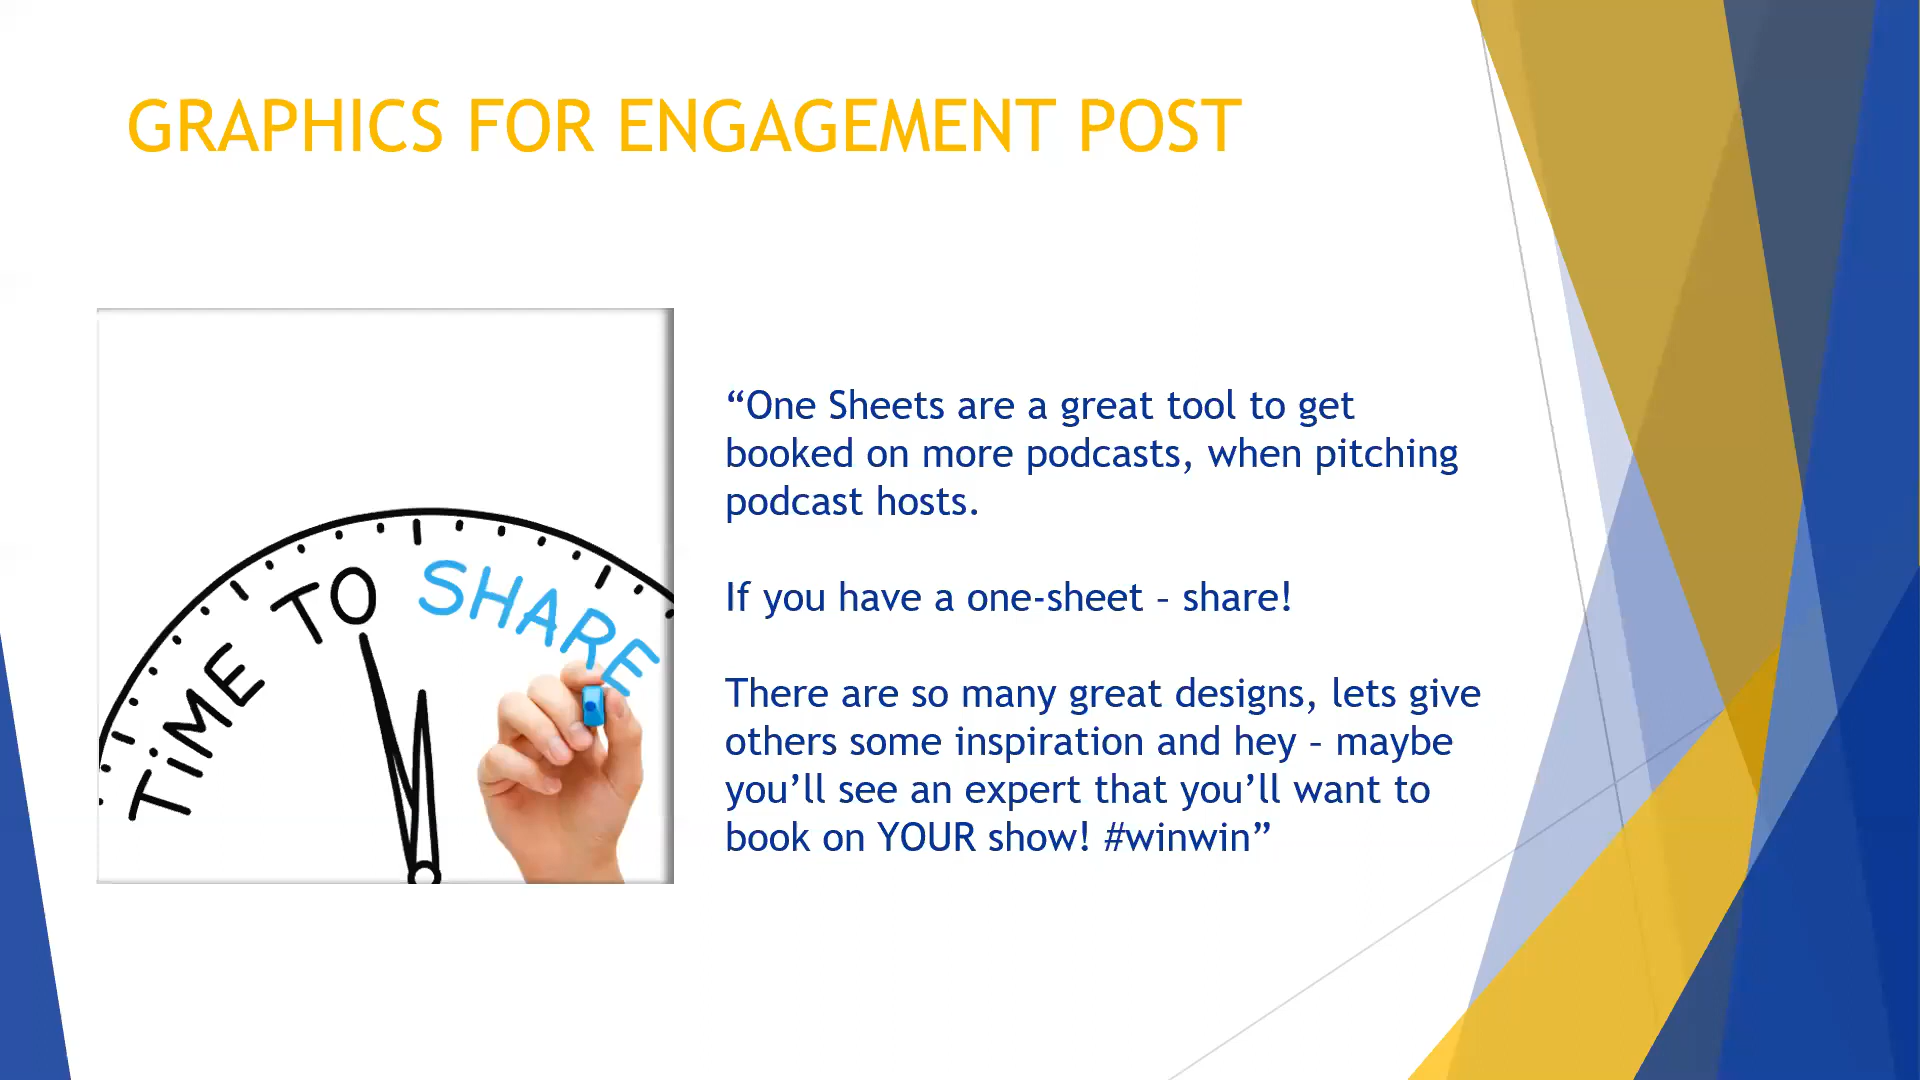 GRAPHICS FOR ENGAGEMENT POST
TiME TO SHARE
“One Sheets are a great tool to get
booked on more podcasts, when pitching
podcast hosts.
If you have a one-sheet – share!
There are so many great designs, lets give
others some inspiration and hey – maybe
you’ll see an expert that you’ll want to
book on YOUR show! #winwin”